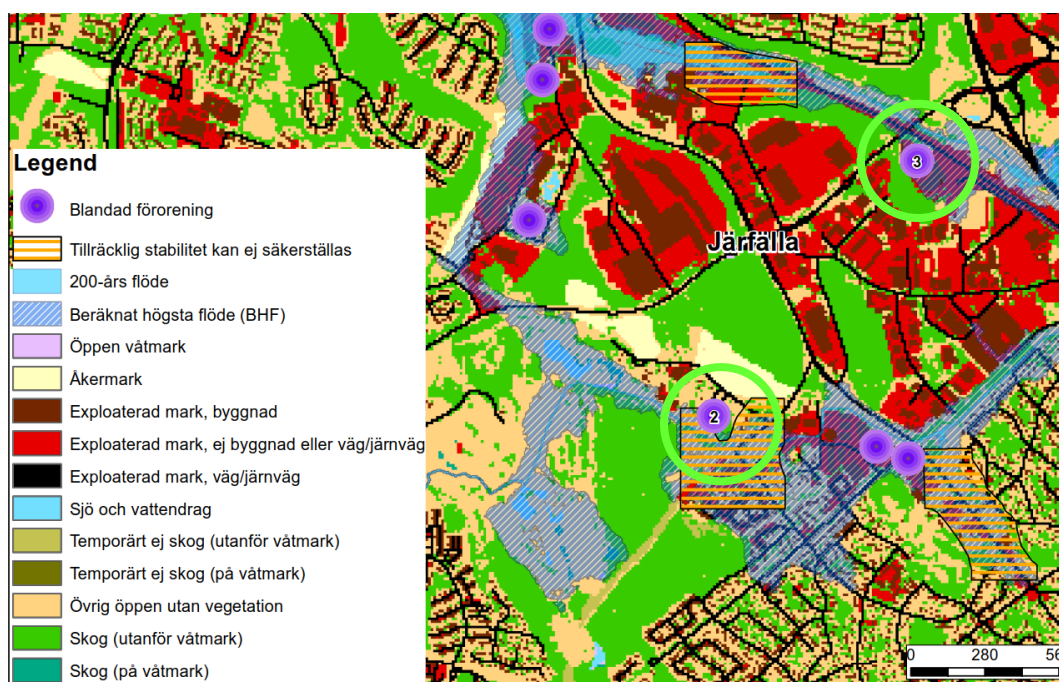 Legend
Blandad förorening
Tillräcklig stabilitet kan ej säkerställas
200-års flöde
Beräknat högsta flöde (BHF)
Öppen våtmark
Åkermark
Exploaterad mark, byggnad
Exploaterad mark, ej byggnad eller väg/järnväg
Exploaterad mark, väg/järnväg
Sjö och vattendrag
Temporärt ej skog (utanför våtmark)
Temporärt ej skog (på våtmark)
Övrig öppen utan vegetation
Skog (utanför våtmark)
Skog (på våtmark)
3
Järfälla
2
0 280 56